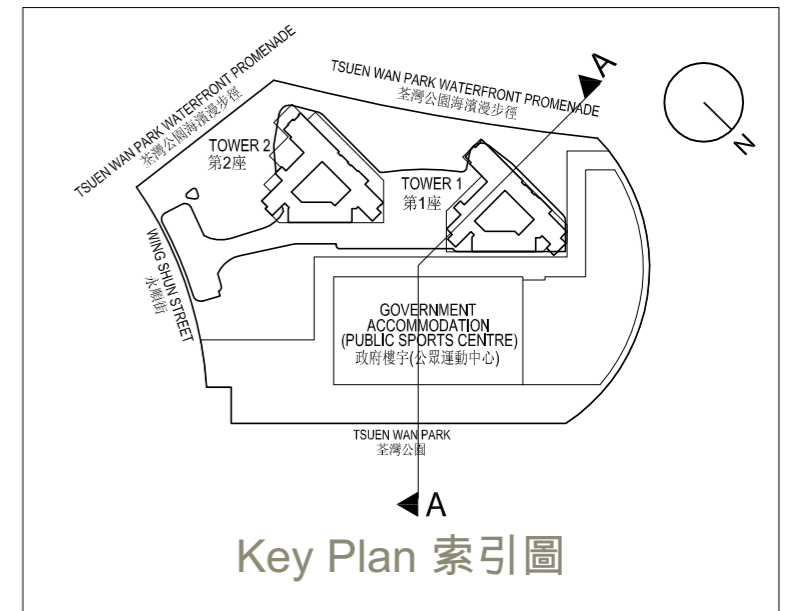 TSUEN WAN PARK WATERFRONT PROMENADE
荃灣公園海濱漫步徑
TSUEN WAN PARK WATERFRONT PROMENADE
荃灣公園海濱漫步徑
A
N
TOWER 2
第2座
TOWER 1
第1座
WING SHUN STREET
永順街
GOVERNMENT
ACCOMMODATION
(PUBLIC SPORTS CENTRE)
政府樓宇(公眾運動中心)
TSUEN WAN PARK
荃灣公園
A
Key Plan 索引圖